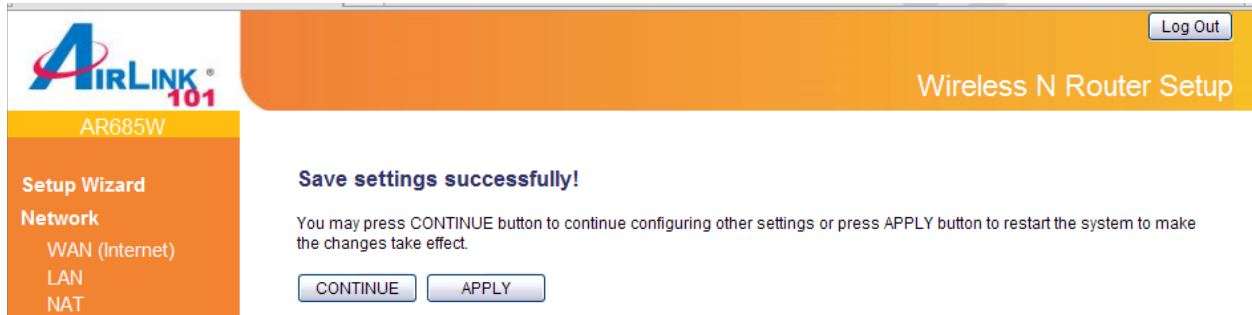 Log Out
AIRLINK ®
101
Wireless N Router Setup
AR685W
Setup Wizard
Network
WAN (Internet)
LAN
NAT
Save settings successfully!
You may press CONTINUE button to continue configuring other settings or press APPLY button to restart the system to make
the changes take effect.
CONTINUE APPLY